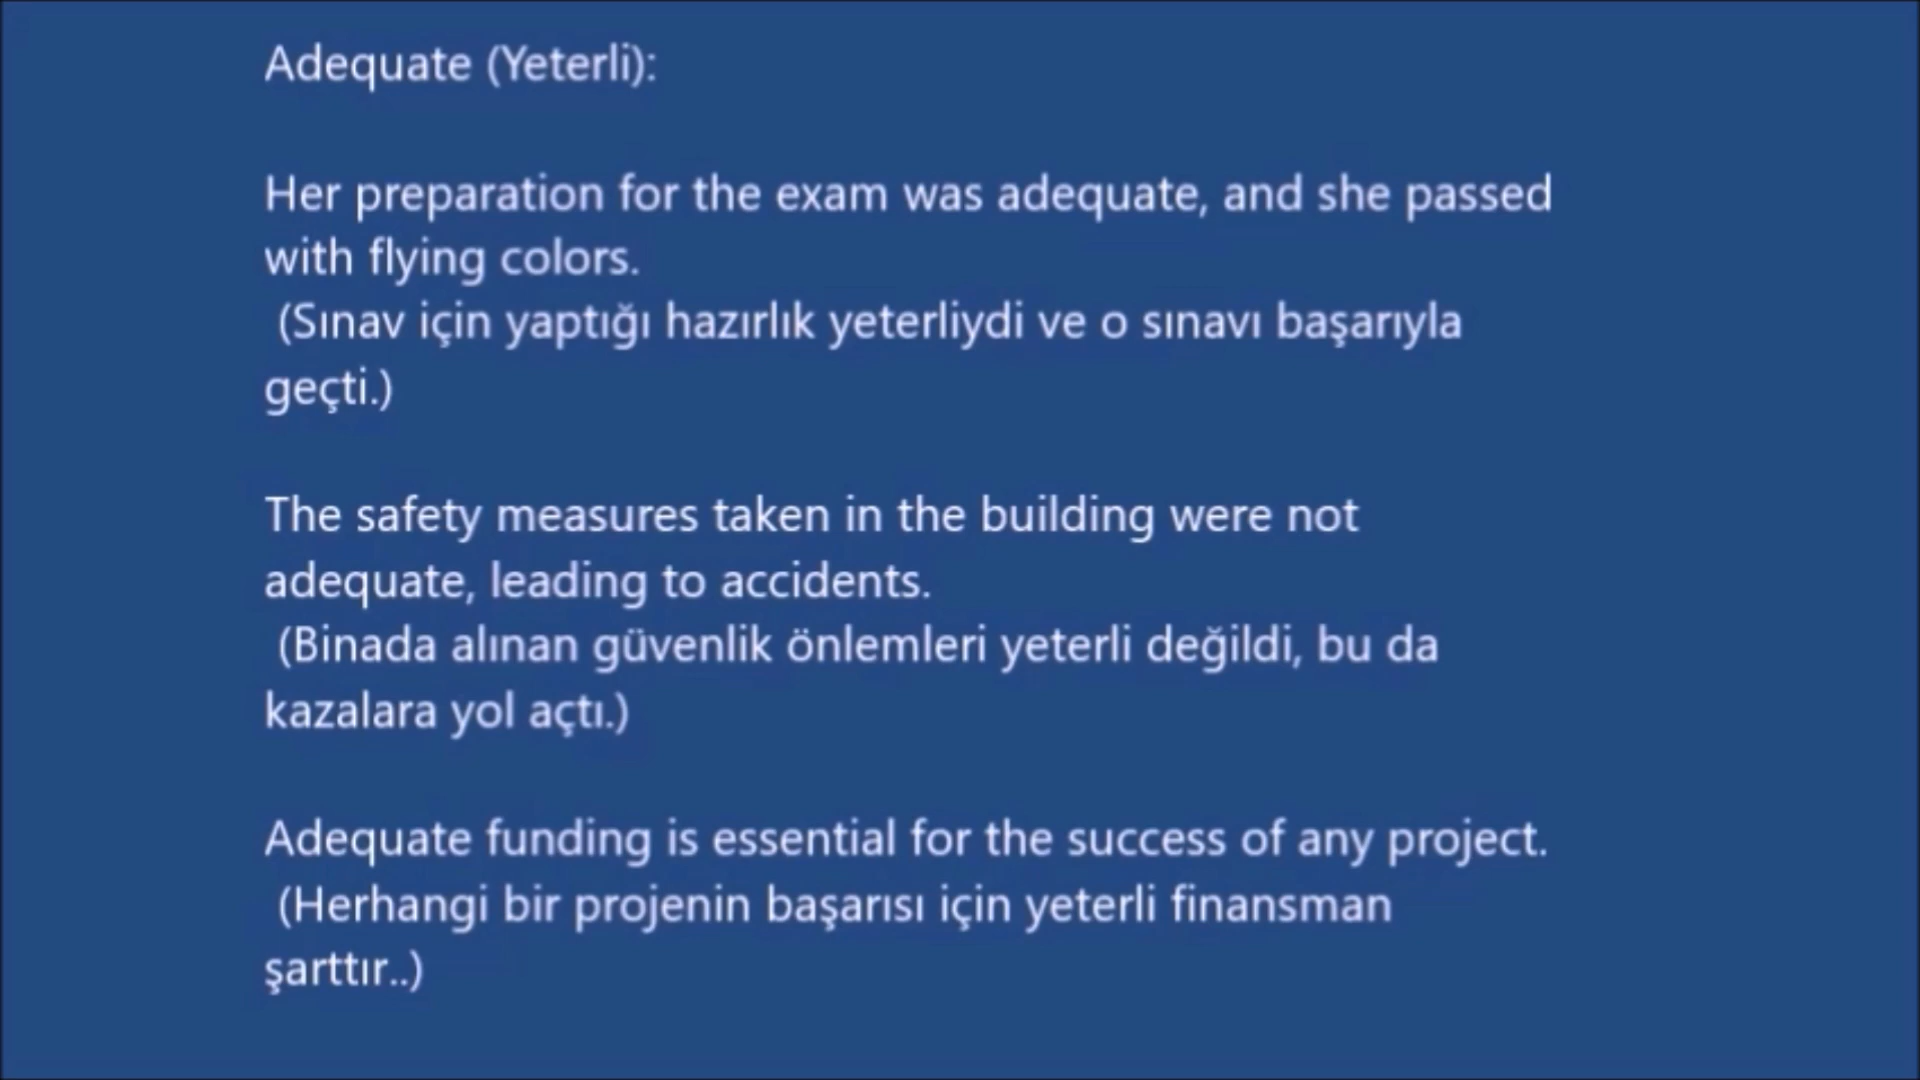 Adequate (Yeterli):
Her preparation for the exam was adequate, and she passed
with flying colors.
(Sınav için yaptığı hazırlık yeterliydi ve o sınavı başarıyla
geçti.)
The safety measures taken in the building were not
adequate, leading to accidents.
(Binada alınan güvenlik önlemleri yeterli değildi, bu da
kazalara yol açtı.)
Adequate funding is essential for the success of any project.
(Herhangi bir projenin başarısı için yeterli finansman
şarttır..)